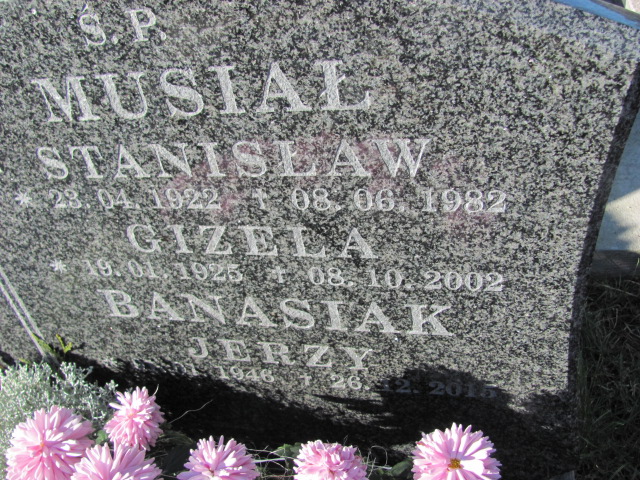 Ś. P.
MUSIAŁ
STANISŁAW
* 23. 04. 1922 † 08. 06. 1982
GIZELA
* 19. 01. 1925 † 08. 10. 2002
BANASIAK
JERZY
1946 † 26. 12. 2015